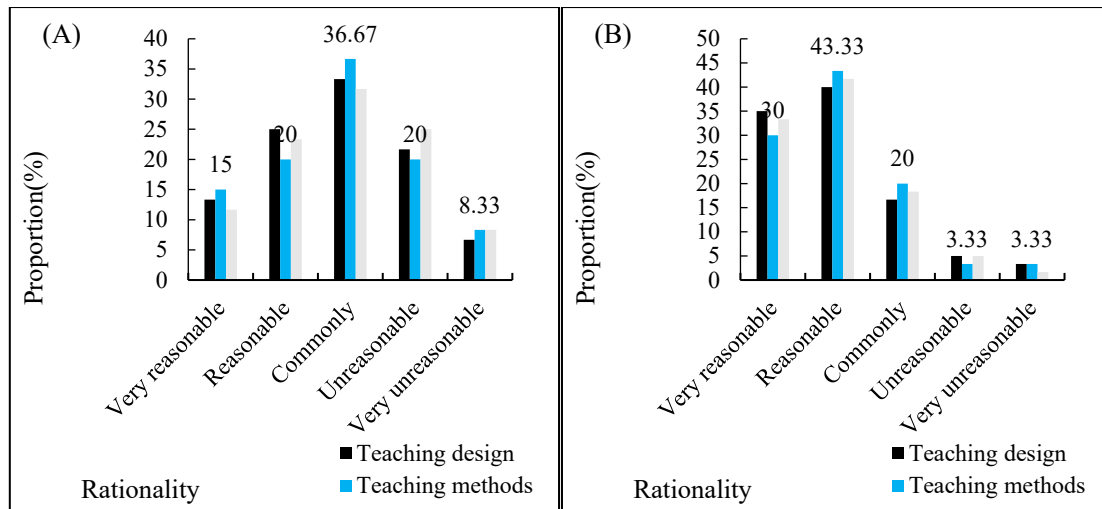 (A)
Proportion(%)
40
35
30
25
20
15
10
5
0
15
20
36.67
20
8.33
Very reasonable
Reasonable
Commonly
Unreasonable
Very unreasonable
Teaching design
Teaching methods
Rationality
(B)
Proportion(%)
50
45
40
35
30
25
20
15
10
5
0
30
43.33
20
3.33
3.33
Very reasonable
Reasonable
Commonly
Unreasonable
Very unreasonable
Teaching design
Teaching methods
Rationality